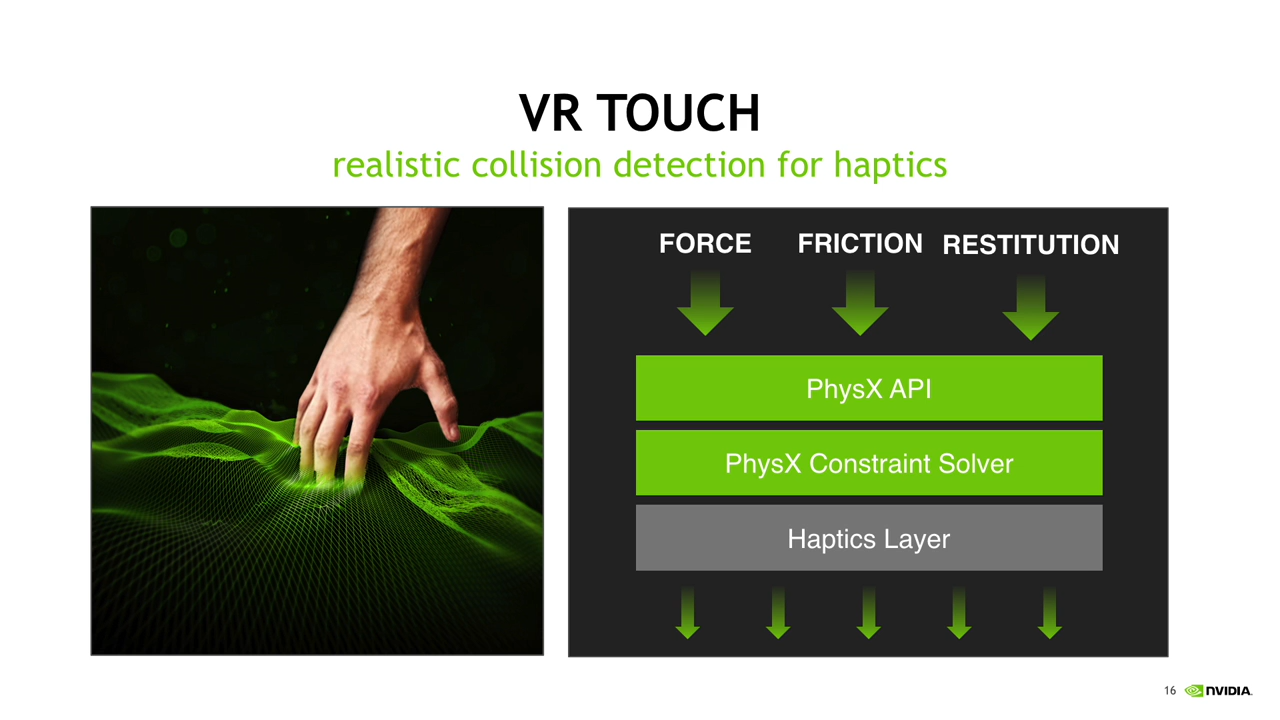 VR TOUCH
realistic collision detection for haptics
FORCE FRICTION RESTITUTION
PhysX API
PhysX Constraint Solver
Haptics Layer
16 NVIDIA.